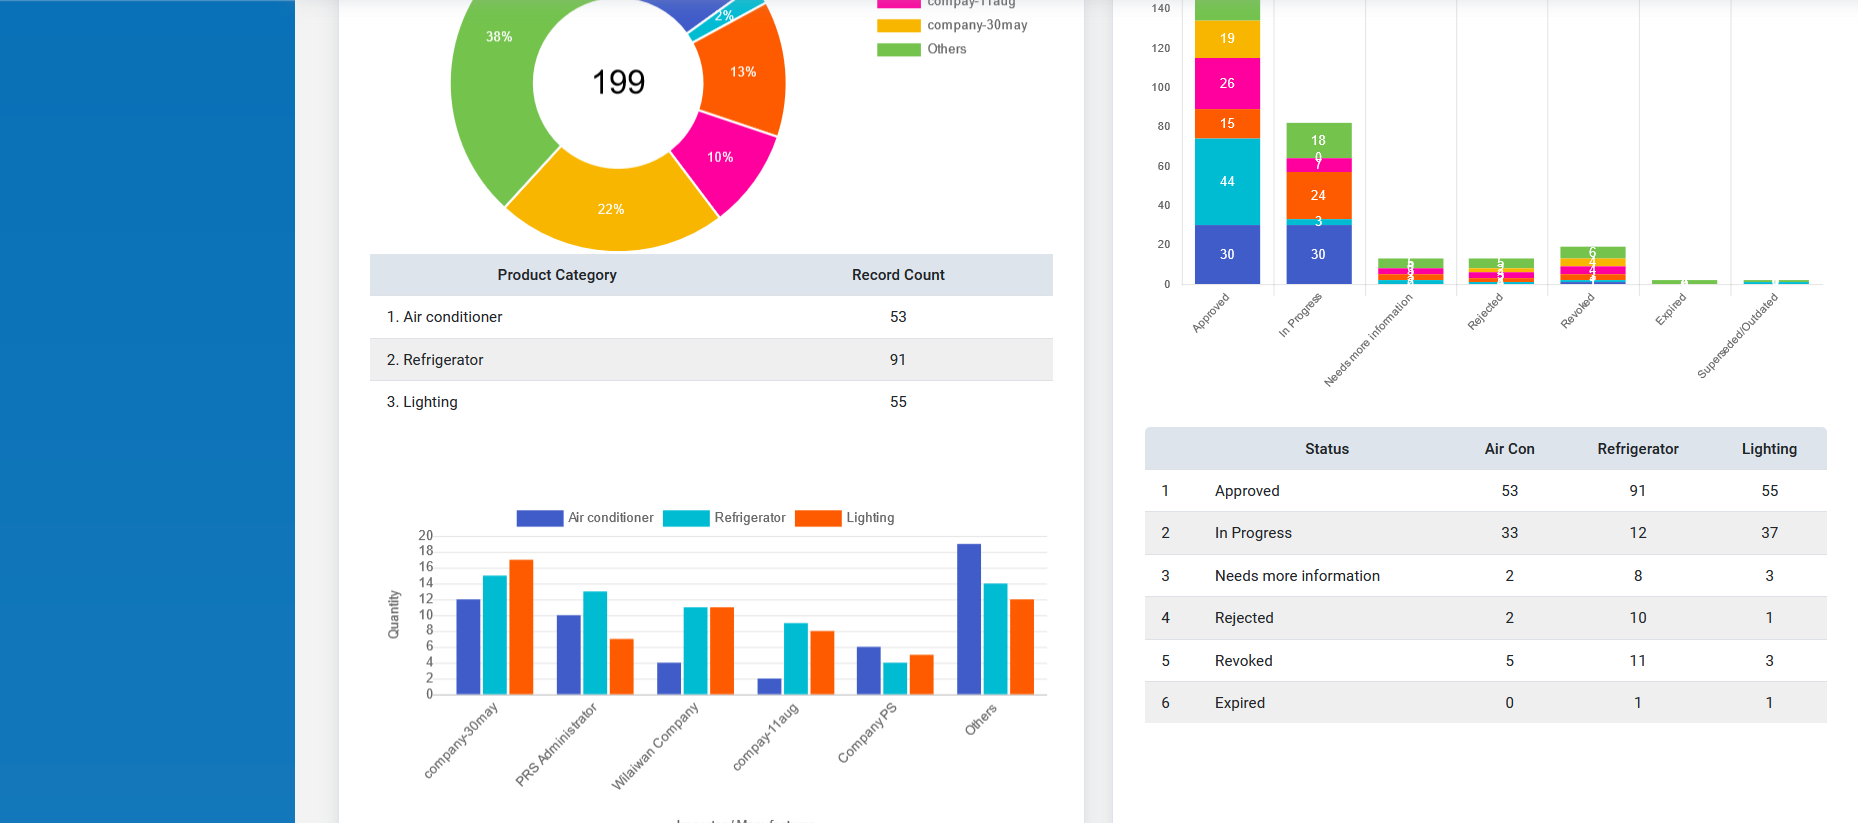 compay-11aug
company-30may
Others
38%
2%
13%
10%
22%
199
Product Category Record Count
1. Air conditioner 53
2. Refrigerator 91
3. Lighting 55
Air conditioner Refrigerator Lighting
Quantity
20
18
16
14
12
10
8
6
4
2
0
company-30may
PRS Administrator
Wilaiwan Company
compay-11aug
Company PS
Others
140
120
100
80
60
40
20
0
19
26
15
44
30
18
0
7
24
3
30
Approved
In Progress
Needs more information
Rejected
Revoked
Expired
Superseded/Outdated
Status Air Con Refrigerator Lighting
1 Approved 53 91 55
2 In Progress 33 12 37
3 Needs more information 2 8 3
4 Rejected 2 10 1
5 Revoked 5 11 3
6 Expired 0 1 1